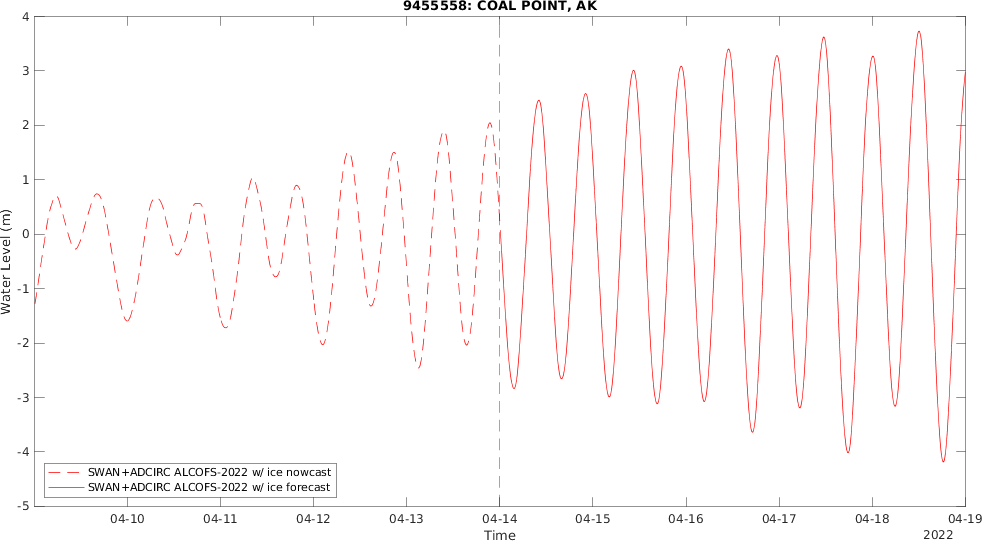 9455558: COAL POINT, AK
Water Level (m)
4
3
2
1
0
-1
-2
-3
-4
-5
SWAN+ADCIRC ALCOFS-2022 w/ ice nowcast
SWAN+ADCIRC ALCOFS-2022 w/ ice forecast
04-10 04-11 04-12 04-13 04-14 04-15 04-16 04-17 04-18 04-19
Time
2022